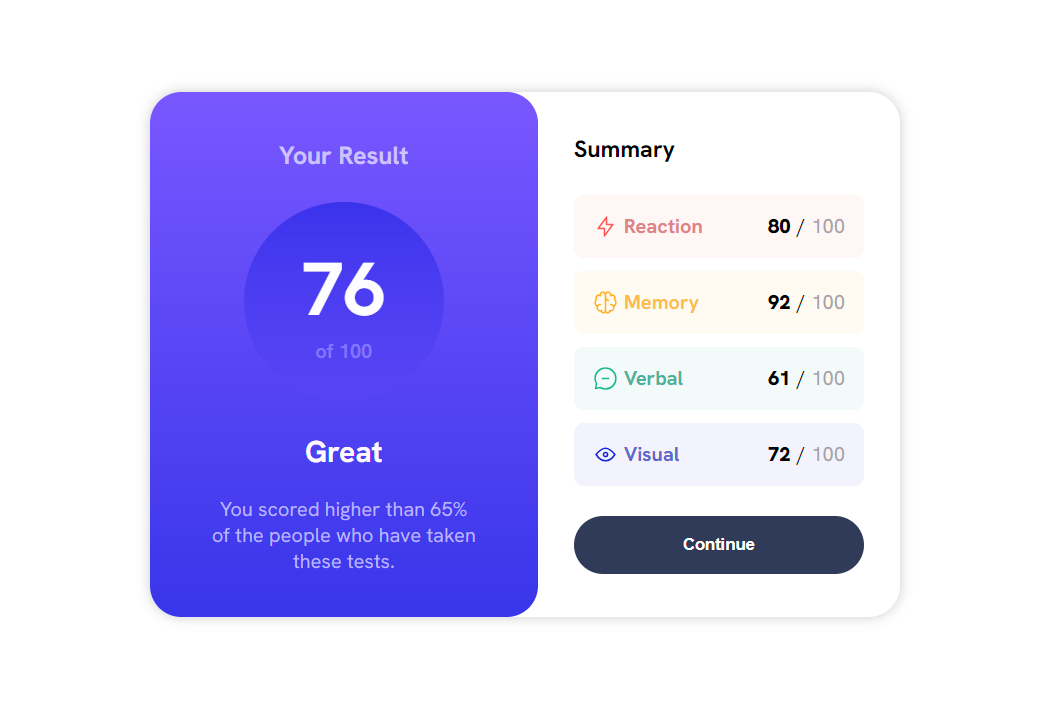 Your Result
76
of 100
Great
You scored higher than 65%
of the people who have taken
these tests.
Summary
Reaction 80 / 100
Memory 92 / 100
Verbal 61 / 100
Visual 72 / 100
Continue